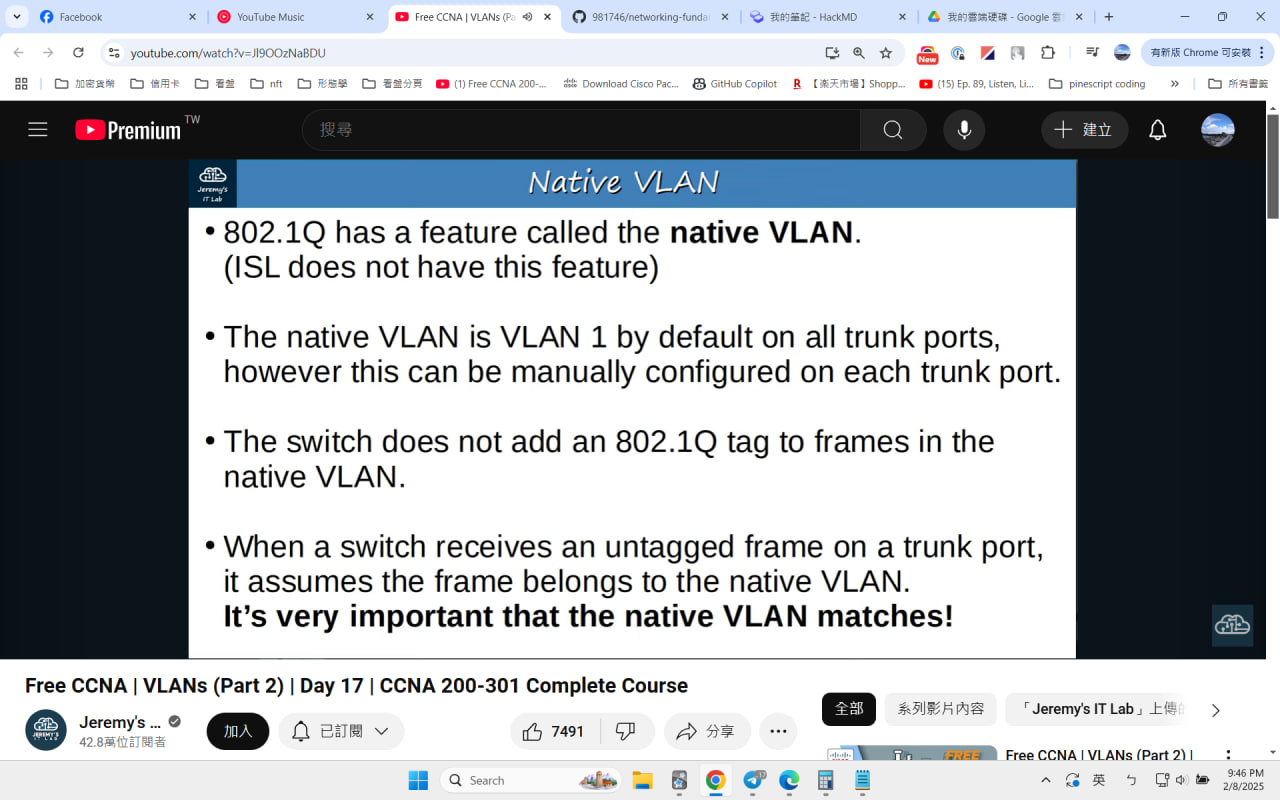 Facebook
YouTube Music
Free CCNA | VLANs (Pa
981746/networking-funda
我的筆記 - HackMD
我的雲端硬碟 - Google 雲
youtube.com/watch?v=Jl9OOzNaBDU
New
有新版 Chrome 可安裝
加密貨幣
信用卡
看盤
nft
形態學
看盤分頁
(1) Free CCNA 200-...
Download Cisco Pac...
GitHub Copilot
【楽天市場】Shopp...
(15) Ep. 89, Listen, Li...
pinescript coding
所有書籤
Premium TW
搜尋
建立
Jeremy's
IT Lab
Native VLAN
• 802.1Q has a feature called the native VLAN.
(ISL does not have this feature)
• The native VLAN is VLAN 1 by default on all trunk ports,
however this can be manually configured on each trunk port.
• The switch does not add an 802.1Q tag to frames in the
native VLAN.
• When a switch receives an untagged frame on a trunk port,
it assumes the frame belongs to the native VLAN.
It's very important that the native VLAN matches!
Free CCNA | VLANs (Part 2) | Day 17 | CCNA 200-301 Complete Course
Jeremy's ...
42.8萬位訂閱者
加入
已訂閱
7491
分享
全部
系列影片內容
「Jeremy's IT Lab」上傳的
FREE
Free CCNA | VLANs (Part 2) |
Search
英
9:46 PM
2/8/2025